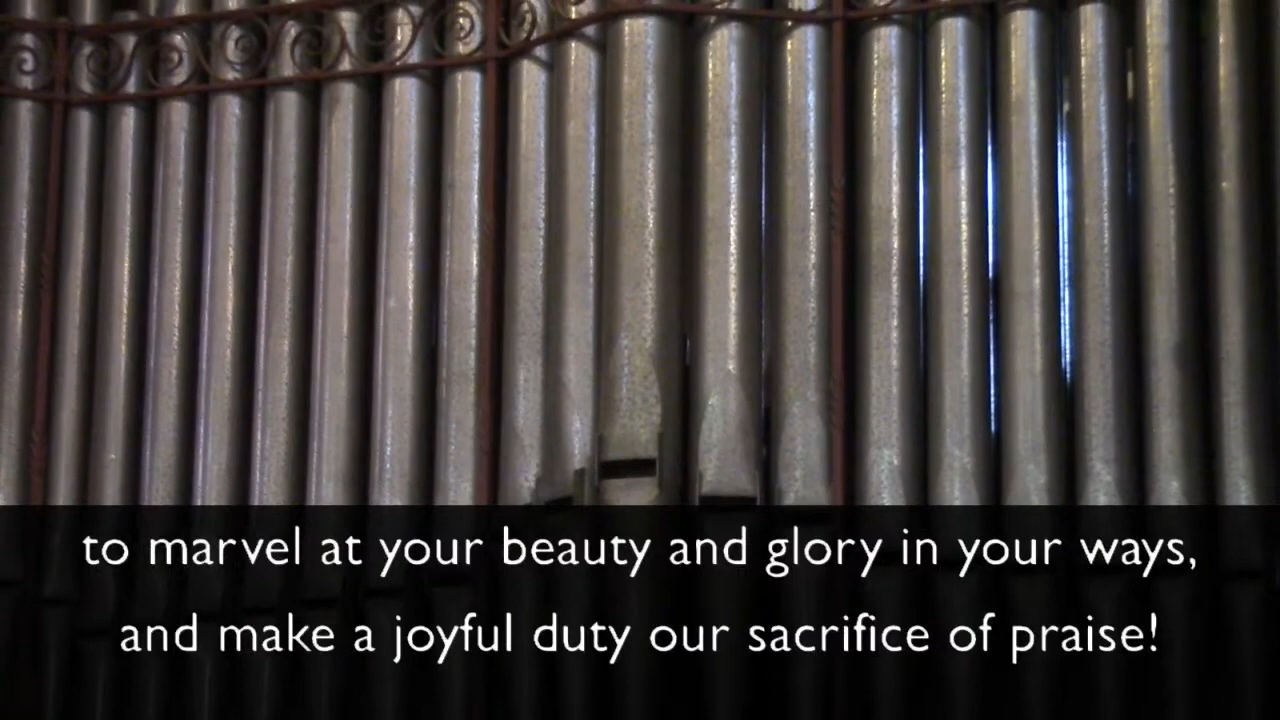 to marvel at your beauty and glory in your ways,
and make a joyful duty our sacrifice of praise!